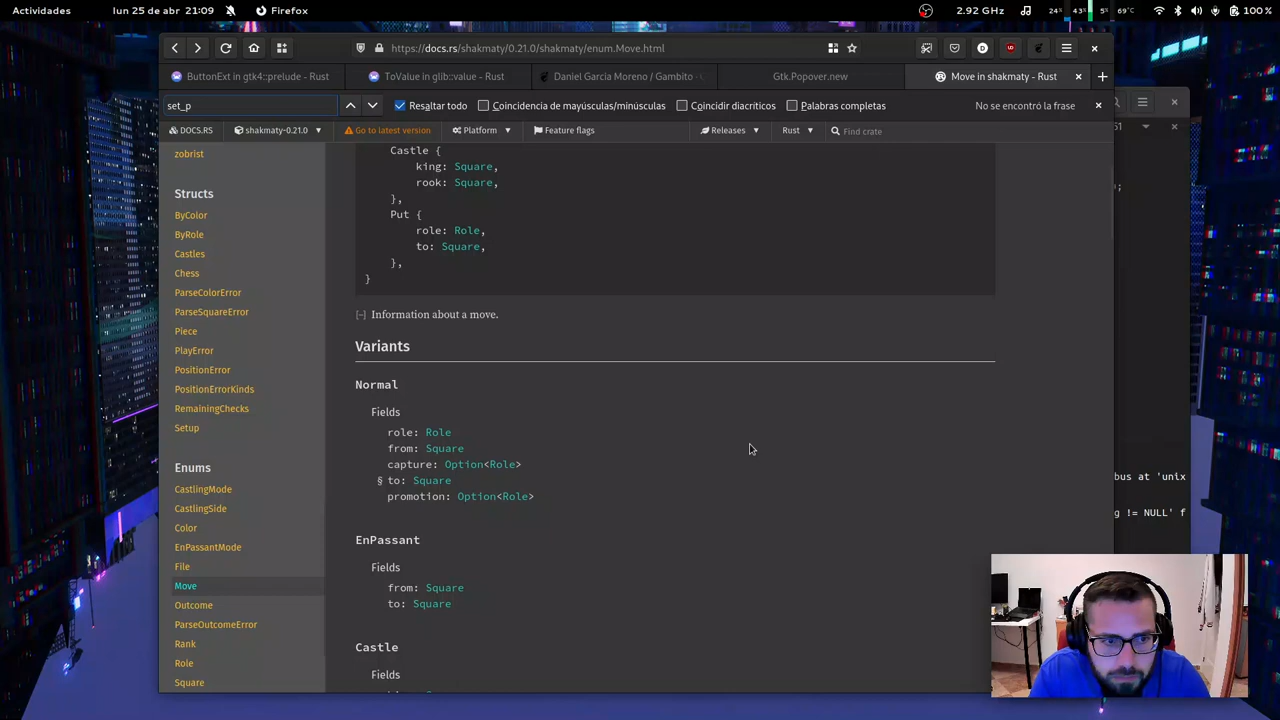 Actividades
lun 25 de abr 21:09
Firefox
2.92 GHz
24%
43%
5%
69°C
100 %
https://docs.rs/shakmaty/0.21.0/shakmaty/enum.Move.html
ButtonExt in gtk4::prelude - Rust
ToValue in glib::value - Rust
Daniel García Moreno / Gambito ·
Gtk.Popover.new
Move in shakmaty - Rust
set_p
Resaltar todo
Coincidencia de mayúsculas/minúsculas
Coincidir diacríticos
Palabras completas
No se encontró la frase
DOCS.RS
shakmaty-0.21.0
Go to latest version
Platform
Feature flags
Releases
Rust
Find crate
zobrist
Structs
ByColor
ByRole
Castles
Chess
ParseColorError
ParseSquareError
Piece
PlayError
PositionError
PositionErrorKinds
RemainingChecks
Setup
Enums
CastlingMode
CastlingSide
Color
EnPassantMode
File
Move
Outcome
ParseOutcomeError
Rank
Role
Square
Castle {
king: Square,
rook: Square,
},
Put {
role: Role,
to: Square,
},
}
[−] Information about a move.
Variants
Normal
Fields
role: Role
from: Square
capture: Option<Role>
§ to: Square
promotion: Option<Role>
EnPassant
Fields
from: Square
to: Square
Castle
Fields
51
);
bus at 'unix
g != NULL' f